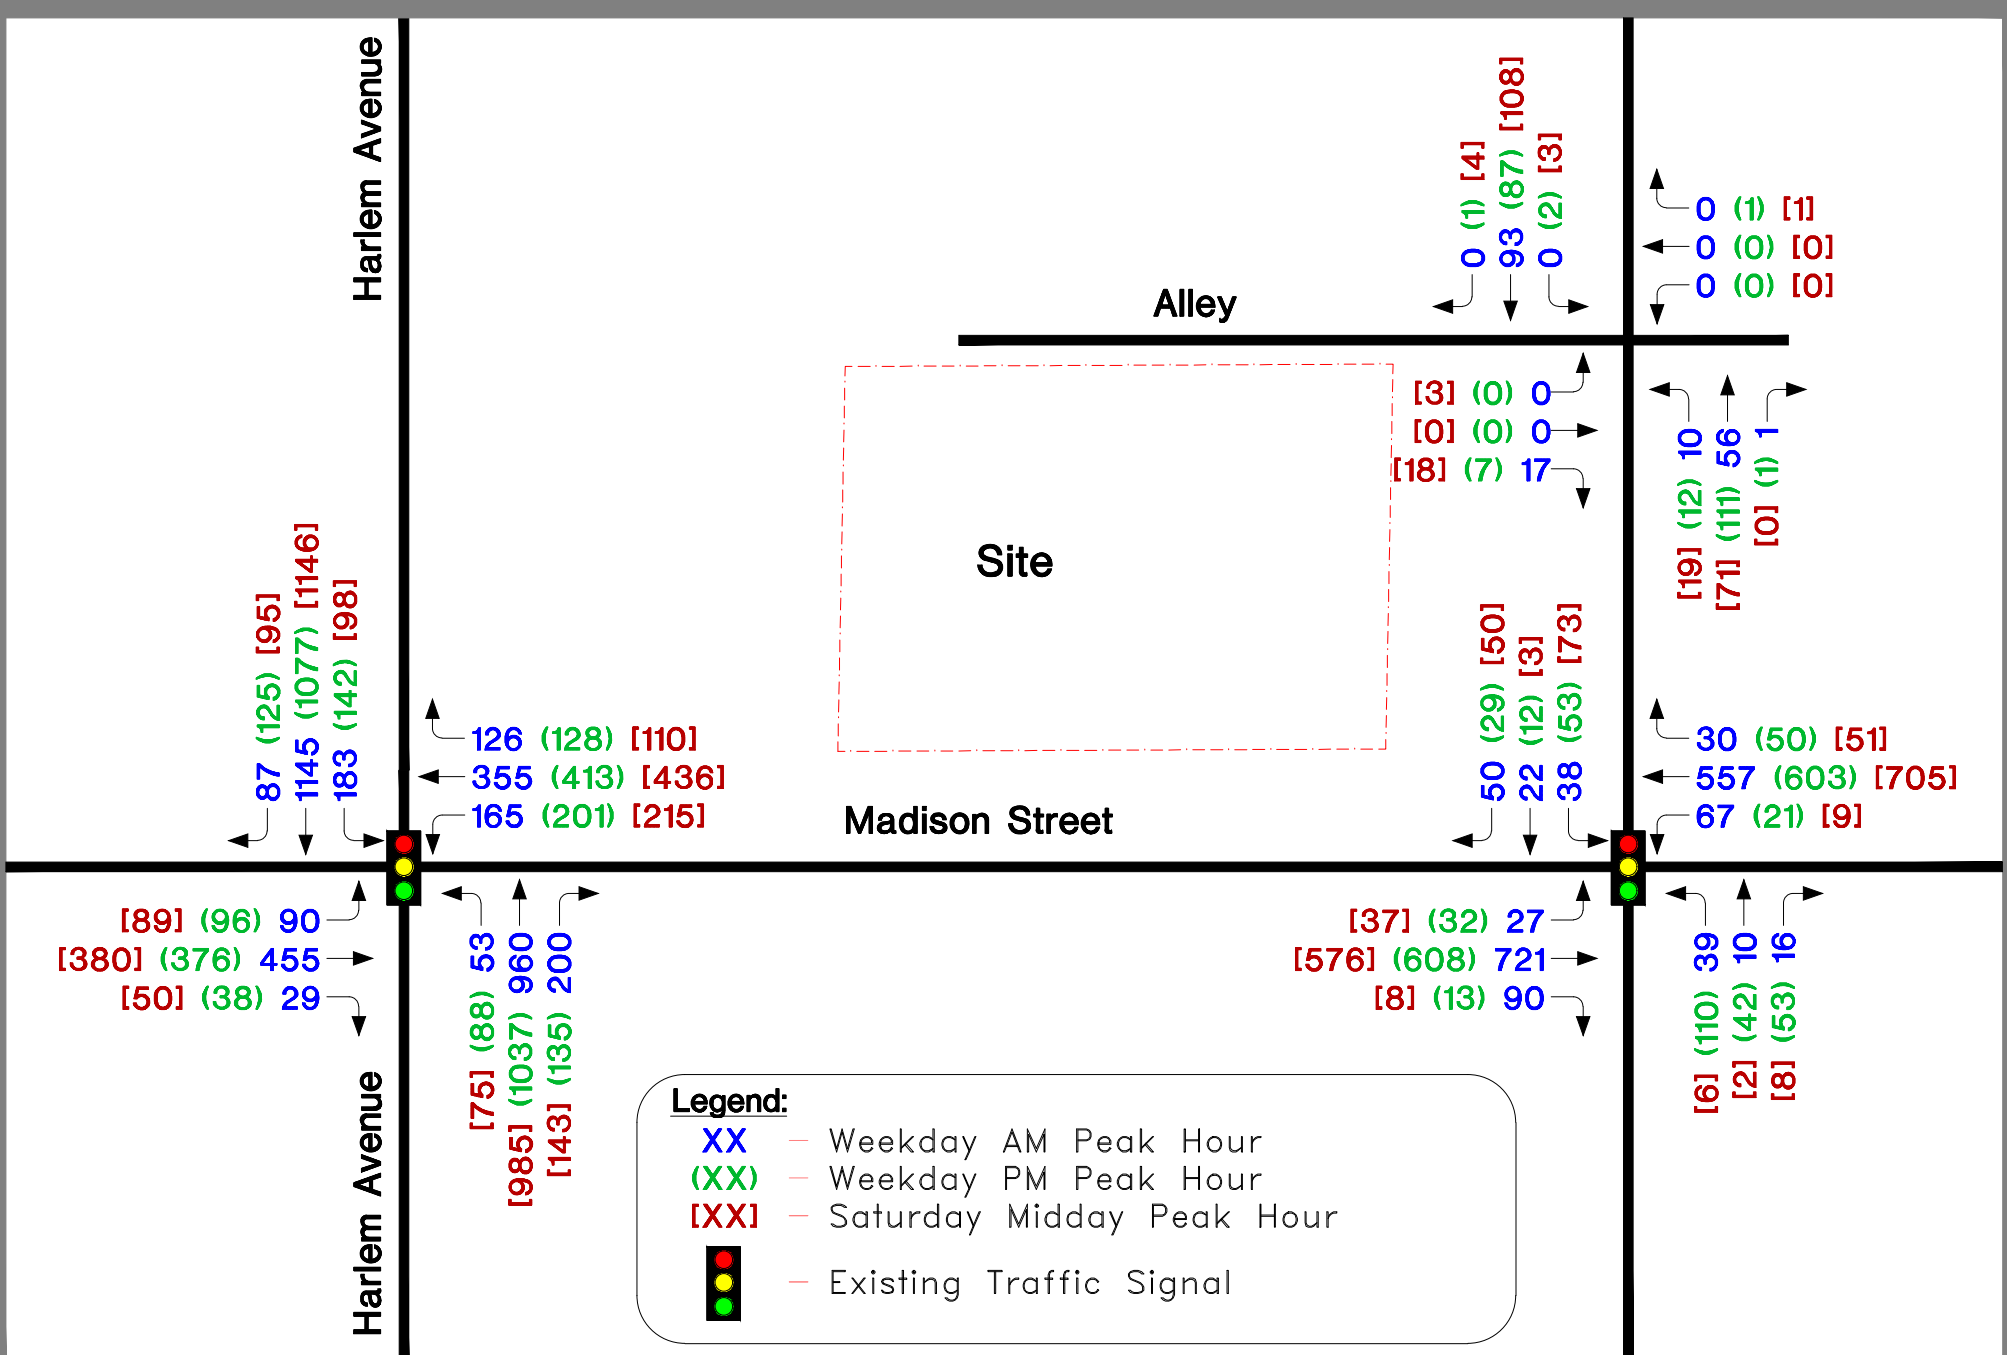 Harlem Avenue
0 (1) [4]
93 (87) [108]
0 (2) [3]
0 (1) [1]
0 (0) [0]
0 (0) [0]
Alley
[3] (0) 0
[0] (0) 0
[18] (7) 17
[19] (12) 10
[71] (111) 56
[0] (1) 1
Site
87 (125) [95]
1145 (1077) [1146]
183 (142) [98]
126 (128) [110]
355 (413) [436]
165 (201) [215]
Madison Street
50 (29) [50]
22 (12) [3]
38 (53) [73]
30 (50) [51]
557 (603) [705]
67 (21) [9]
[89] (96) 90
[380] (376) 455
[50] (38) 29
[75] (88) 53
[985] (1037) 960
[143] (135) 200
[37] (32) 27
[576] (608) 721
[8] (13) 90
[6] (110) 39
[2] (42) 10
[8] (53) 16
Harlem Avenue
Legend:
XX – Weekday AM Peak Hour
(XX) – Weekday PM Peak Hour
[XX] – Saturday Midday Peak Hour
– Existing Traffic Signal